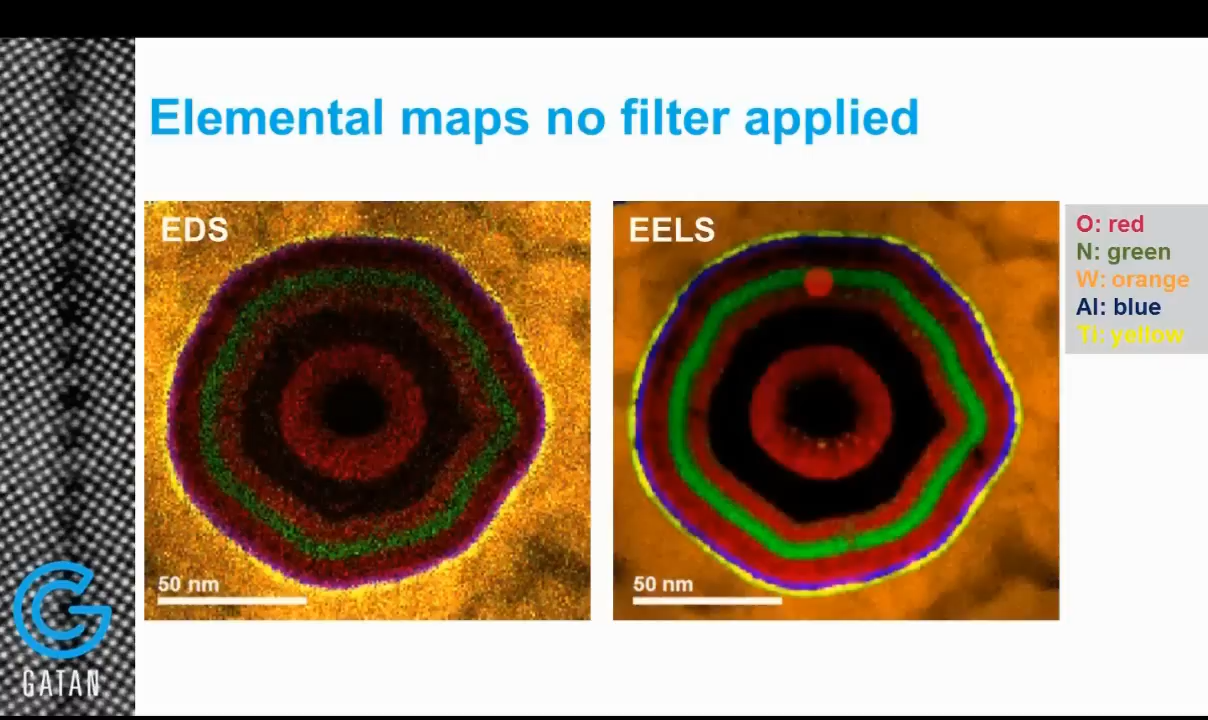 Elemental maps no filter applied
EDS
50 nm
EELS
50 nm
O: red
N: green
W: orange
Al: blue
Ti: yellow
GATAN